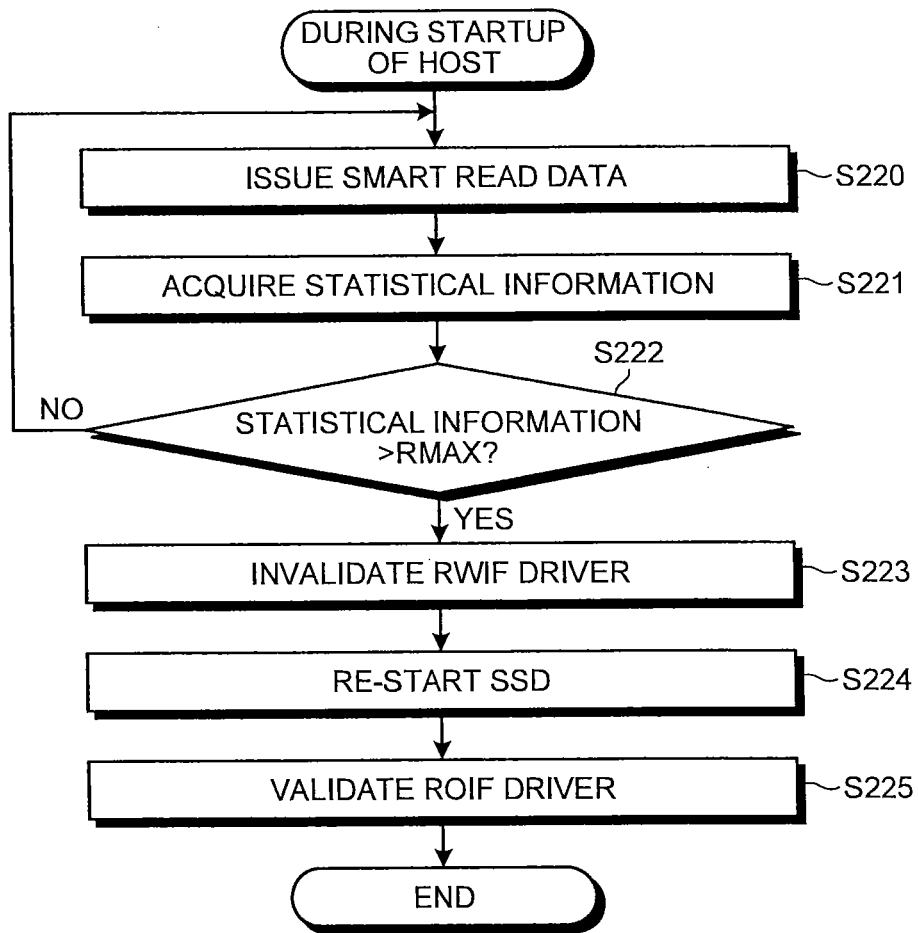 DURING STARTUP
OF HOST
ISSUE SMART READ DATA
S220
ACQUIRE STATISTICAL INFORMATION
S221
S222
NO
STATISTICAL INFORMATION
>RMAX?
YES
INVALIDATE RWIF DRIVER
S223
RE-START SSD
S224
VALIDATE ROIF DRIVER
S225
END